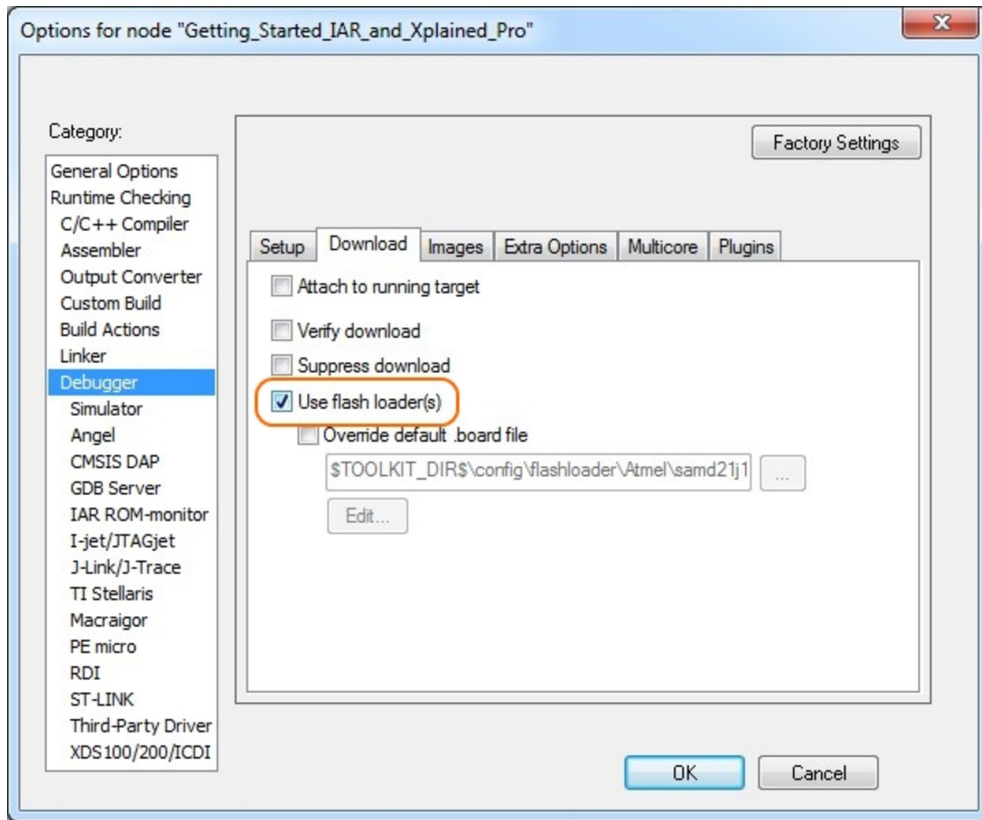 Options for node "Getting_Started_IAR_and_Xplained_Pro"
Category:
Factory Settings
General Options
Runtime Checking
C/C++ Compiler
Assembler
Output Converter
Custom Build
Build Actions
Linker
Debugger
Simulator
Angel
CMSIS DAP
GDB Server
IAR ROM-monitor
I-jet/JTAGjet
J-Link/J-Trace
TI Stellaris
Macraigor
PE micro
RDI
ST-LINK
Third-Party Driver
XDS100/200/ICDI
Setup Download Images Extra Options Multicore Plugins
Attach to running target
Verify download
Suppress download
Use flash loader(s)
Override default .board file
$TOOLKIT_DIR$\config\flashloader\Atmel\samd21j1 ...
Edit...
OK Cancel